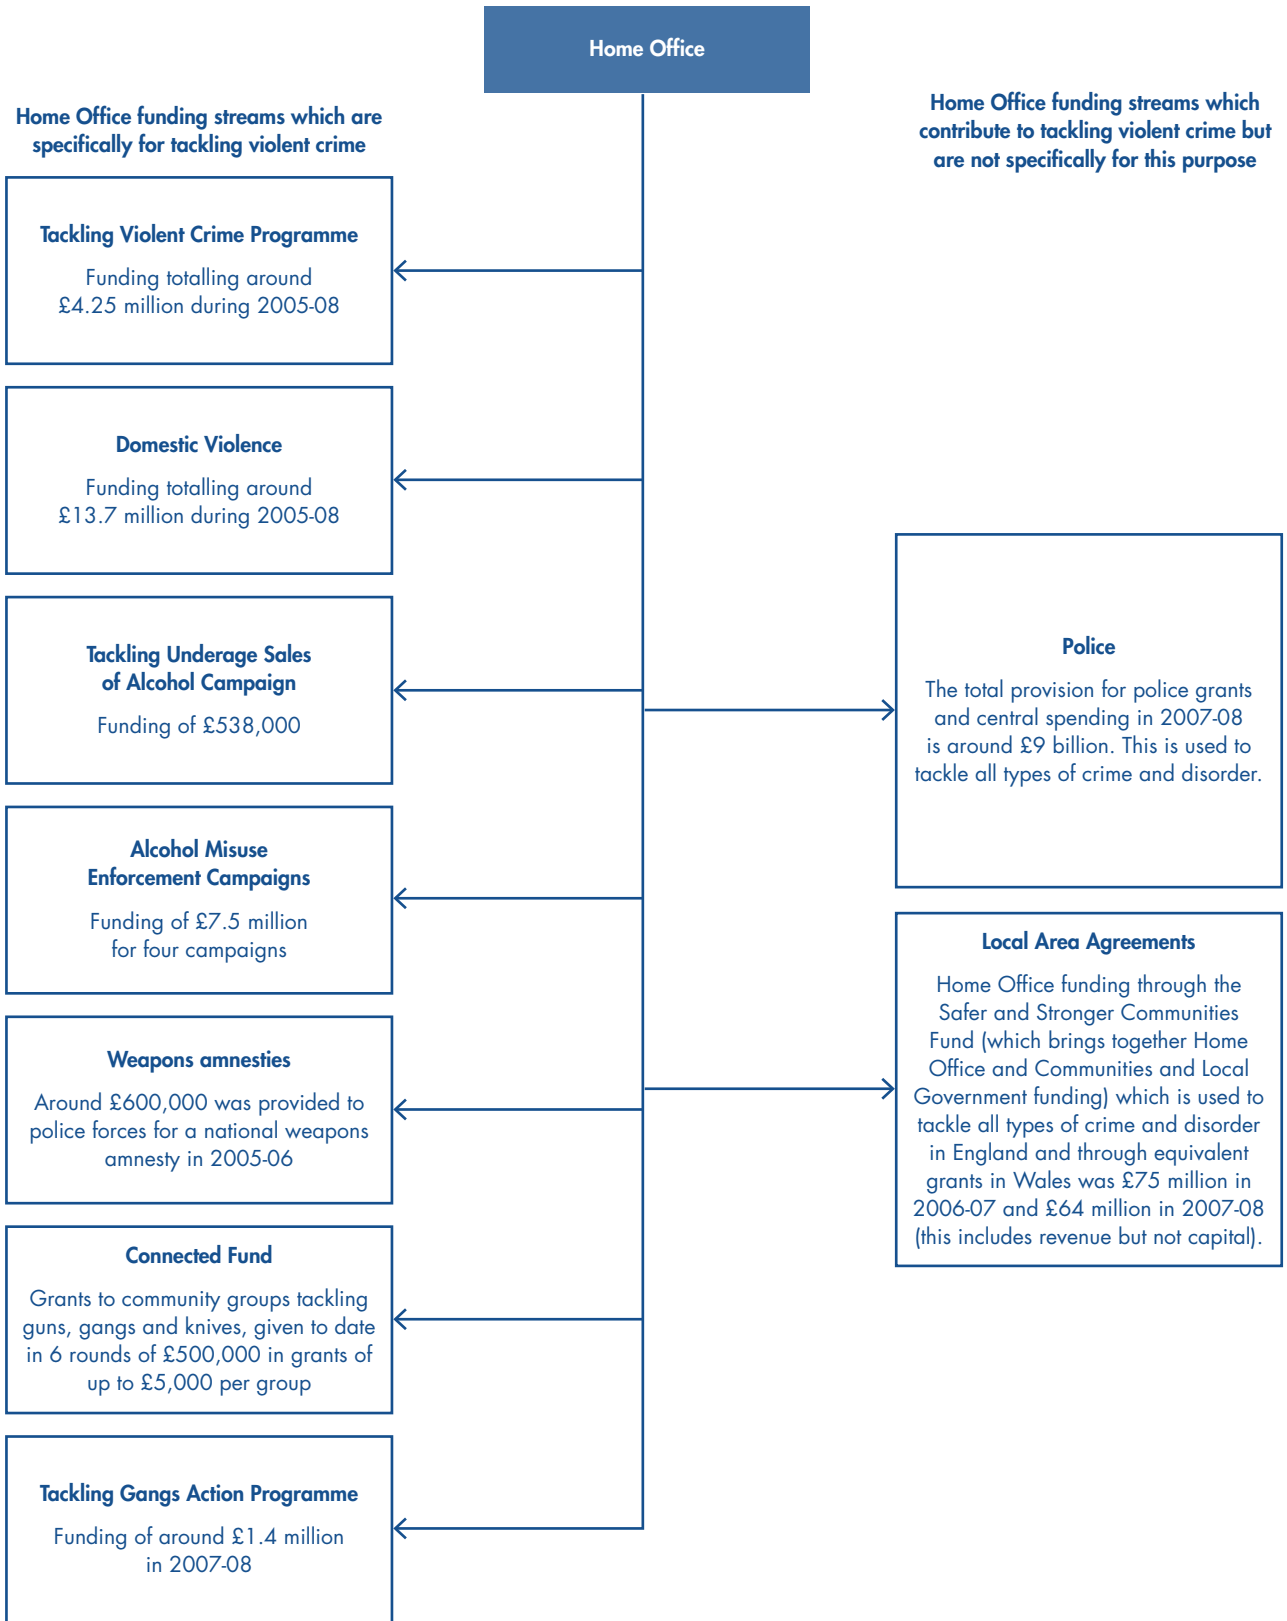 Home Office
Home Office funding streams which are
specifically for tackling violent crime
Home Office funding streams which
contribute to tackling violent crime but
are not specifically for this purpose
Tackling Violent Crime Programme
Funding totalling around
£4.25 million during 2005-08
Domestic Violence
Funding totalling around
£13.7 million during 2005-08
Tackling Underage Sales
of Alcohol Campaign
Funding of £538,000
Alcohol Misuse
Enforcement Campaigns
Funding of £7.5 million
for four campaigns
Weapons amnesties
Around £600,000 was provided to
police forces for a national weapons
amnesty in 2005-06
Connected Fund
Grants to community groups tackling
guns, gangs and knives, given to date
in 6 rounds of £500,000 in grants of
up to £5,000 per group
Tackling Gangs Action Programme
Funding of around £1.4 million
in 2007-08
Police
The total provision for police grants
and central spending in 2007-08
is around £9 billion. This is used to
tackle all types of crime and disorder.
Local Area Agreements
Home Office funding through the
Safer and Stronger Communities
Fund (which brings together Home
Office and Communities and Local
Government funding) which is used to
tackle all types of crime and disorder
in England and through equivalent
grants in Wales was £75 million in
2006-07 and £64 million in 2007-08
(this includes revenue but not capital).